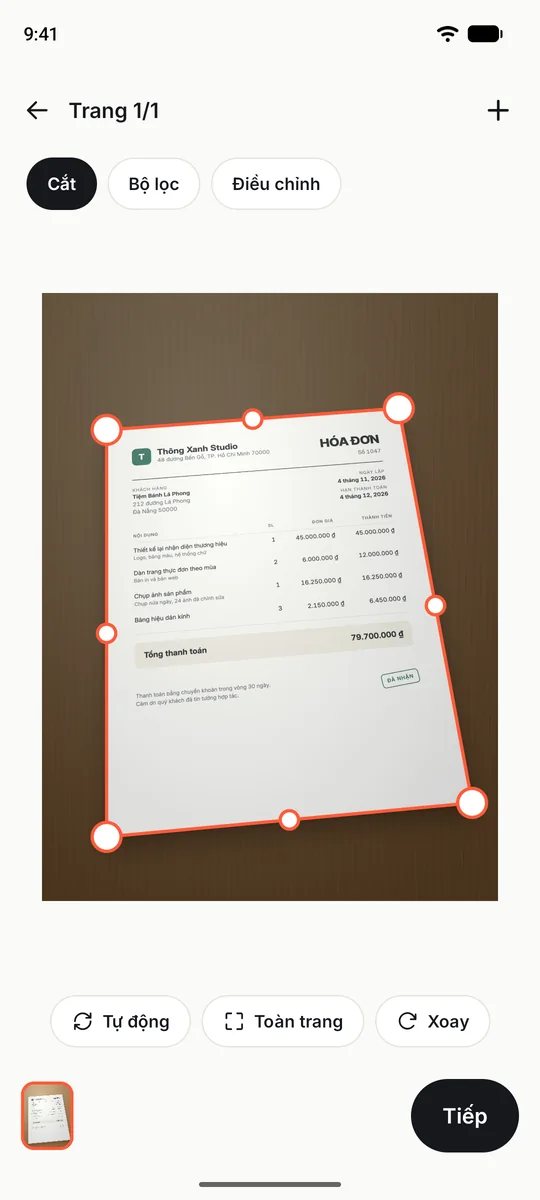 9:41
Trang 1/1
Cắt
Bộ lọc
Điều chỉnh
T
Thông Xanh Studio
48 đường Bến Gỗ, TP. Hồ Chí Minh 70000
HÓA ĐƠN
Số 1047
KHÁCH HÀNG
Tiệm Bánh Lá Phong
212 đường Lá Phong
Đà Nẵng 50000
NGÀY LẬP
4 tháng 11, 2026
HẠN THANH TOÁN
4 tháng 12, 2026
NỘI DUNG SL ĐƠN GIÁ THÀNH TIỀN
Thiết kế lại nhận diện thương hiệu 1 45.000.000 ₫ 45.000.000 ₫
Logo, bảng màu, hệ thống chữ
Dàn trang thực đơn theo mùa 2 6.000.000 ₫ 12.000.000 ₫
Bản in và bản web
Chụp ảnh sản phẩm 1 16.250.000 ₫ 16.250.000 ₫
Chụp nửa ngày, 24 ảnh đã chỉnh sửa
Bảng hiệu dán kính 3 2.150.000 ₫ 6.450.000 ₫
Tổng thanh toán 79.700.000 ₫
Thanh toán bằng chuyển khoản trong vòng 30 ngày.
Cảm ơn quý khách đã tin tưởng hợp tác.
ĐÃ NHẬN
Tự động
Toàn trang
Xoay
Tiếp